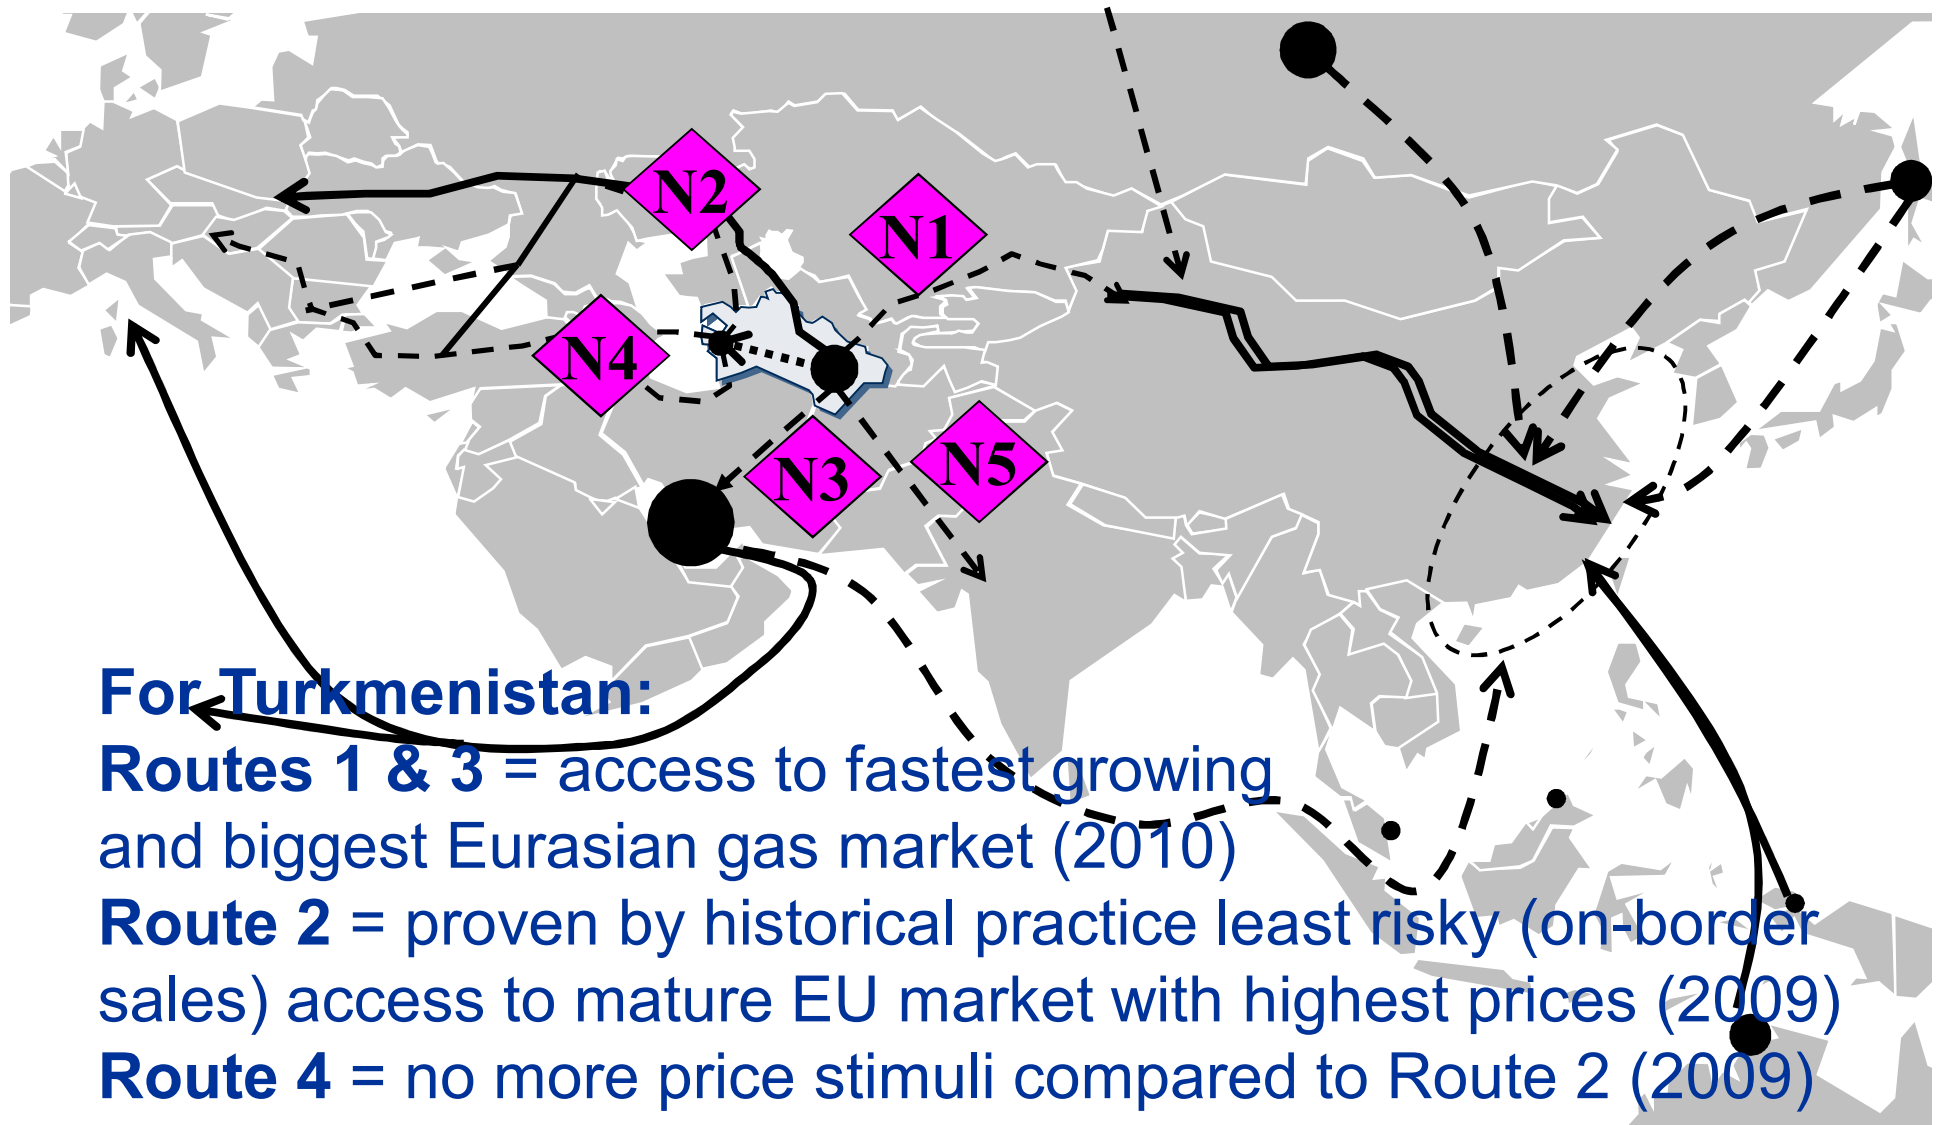 N2
N1
N4
N5
N3
For Turkmenistan:
Routes 1 & 3 = access to fastest growing
and biggest Eurasian gas market (2010)
Route 2 = proven by historical practice least risky (on-border
sales) access to mature EU market with highest prices (2009)
Route 4 = no more price stimuli compared to Route 2 (2009)